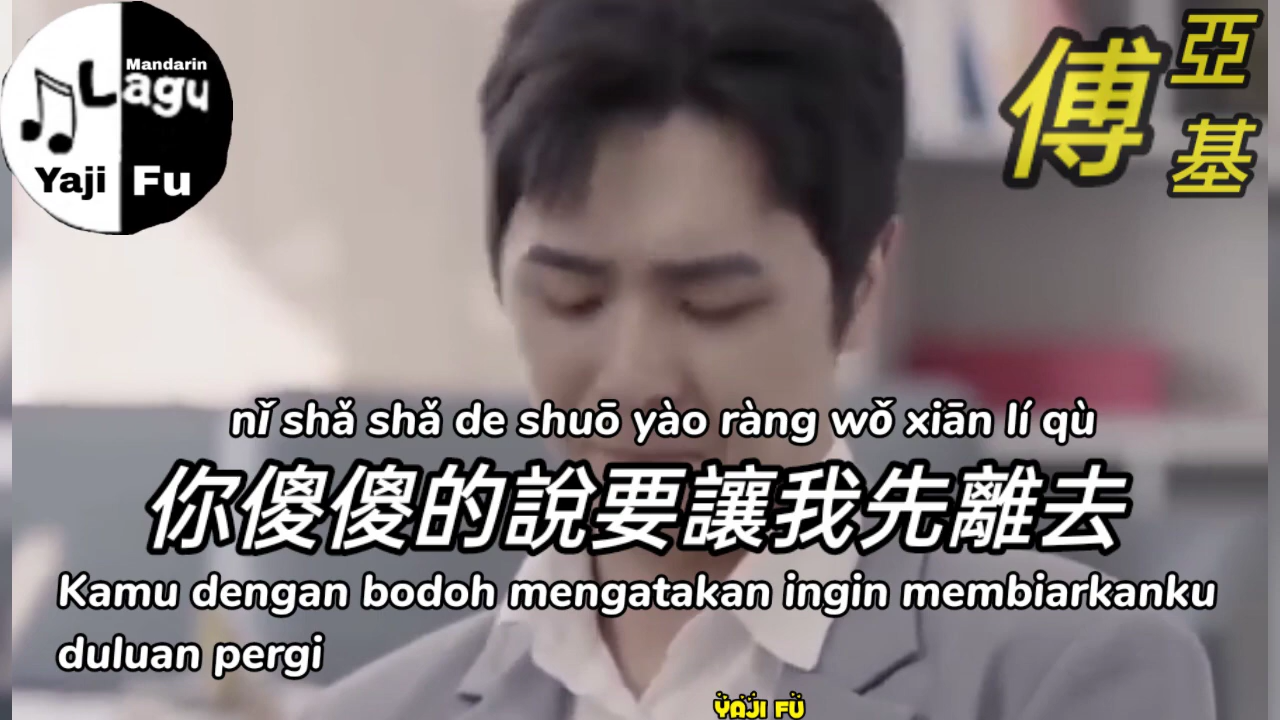 Mandarin
Lagu
Yaji Fu
傅亞基
nǐ shǎ shǎ de shuō yào ràng wǒ xiān lí qù
你傻傻的說要讓我先離去
Kamu dengan bodoh mengatakan ingin membiarkanku
duluan pergi
YAJI FU